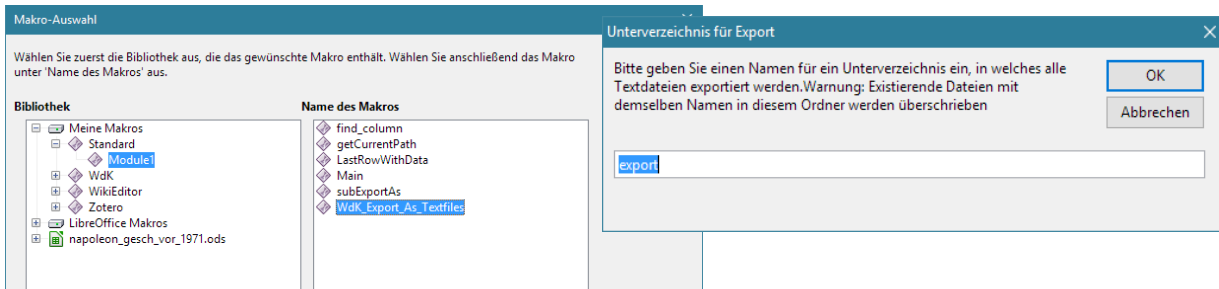 Makro-Auswahl
Wählen Sie zuerst die Bibliothek aus, die das gewünschte Makro enthält. Wählen Sie anschließend das Makro
unter 'Name des Makros' aus.
Bibliothek
Meine Makros
Standard
Module1
WdK
WikiEditor
Zotero
LibreOffice Makros
napoleon_gesch_vor_1971.ods
Name des Makros
find_column
getCurrentPath
LastRowWithData
Main
subExportAs
WdK_Export_As_Textfiles
Unterverzeichnis für Export
Bitte geben Sie einen Namen für ein Unterverzeichnis ein, in welches alle
Textdateien exportiert werden.Warnung: Existierende Dateien mit
demselben Namen in diesem Ordner werden überschrieben
OK
Abbrechen
export